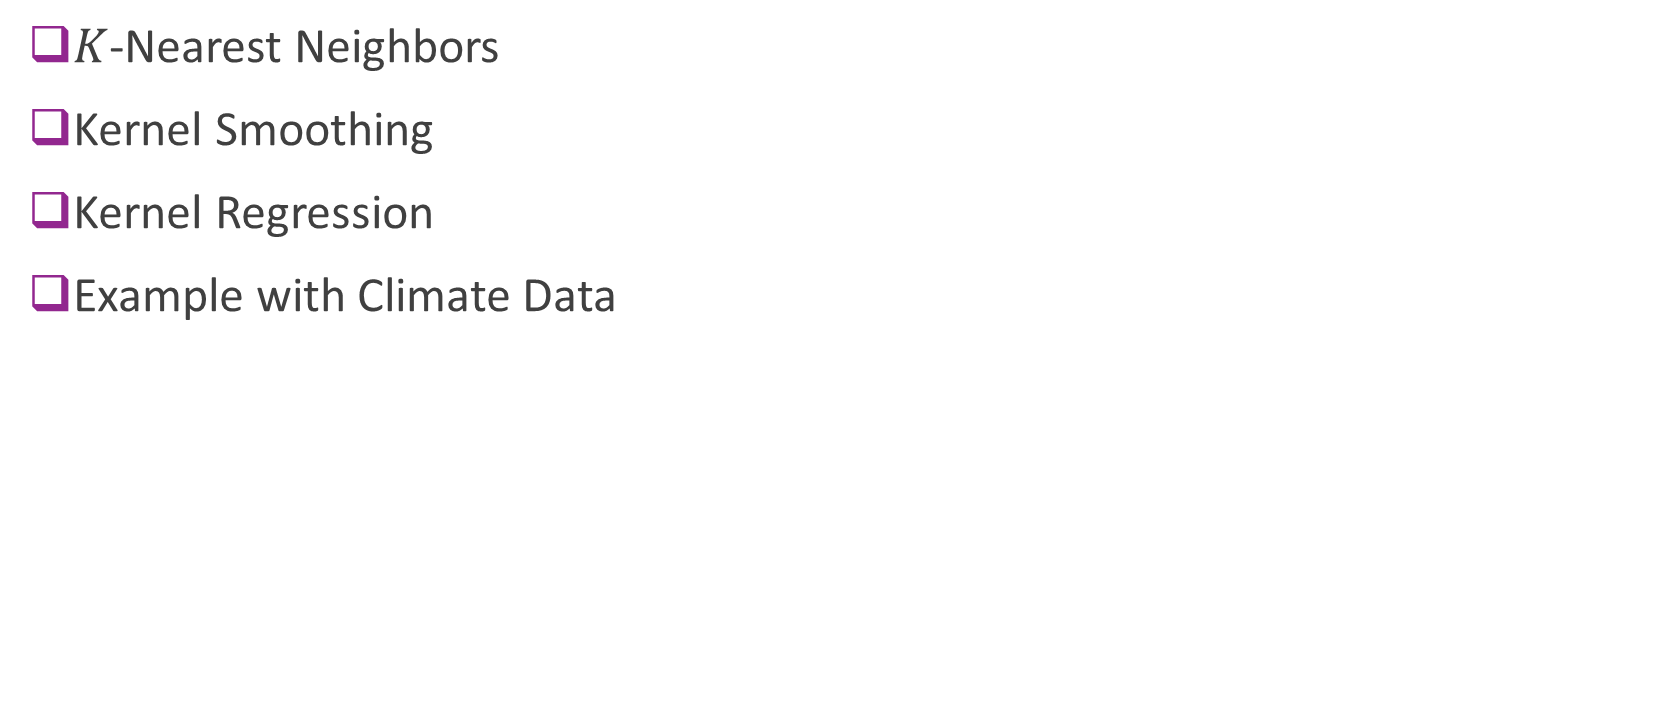 K-Nearest Neighbors
Kernel Smoothing
Kernel Regression
Example with Climate Data